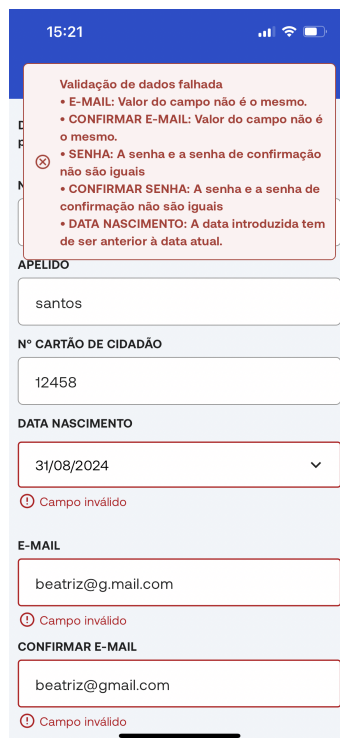 15:21
Validação de dados falhada
• E-MAIL: Valor do campo não é o mesmo.
• CONFIRMAR E-MAIL: Valor do campo não é
o mesmo.
• SENHA: A senha e a senha de confirmação
não são iguais
• CONFIRMAR SENHA: A senha e a senha de
confirmação não são iguais
• DATA NASCIMENTO: A data introduzida tem
de ser anterior à data atual.
APELIDO
santos
Nº CARTÃO DE CIDADÃO
12458
DATA NASCIMENTO
31/08/2024
Campo inválido
E-MAIL
beatriz@g.mail.com
Campo inválido
CONFIRMAR E-MAIL
beatriz@gmail.com
Campo inválido